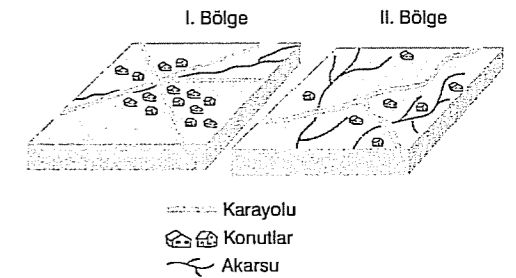 I. Bölge
II. Bölge
Karayolu
Konutlar
Akarsu